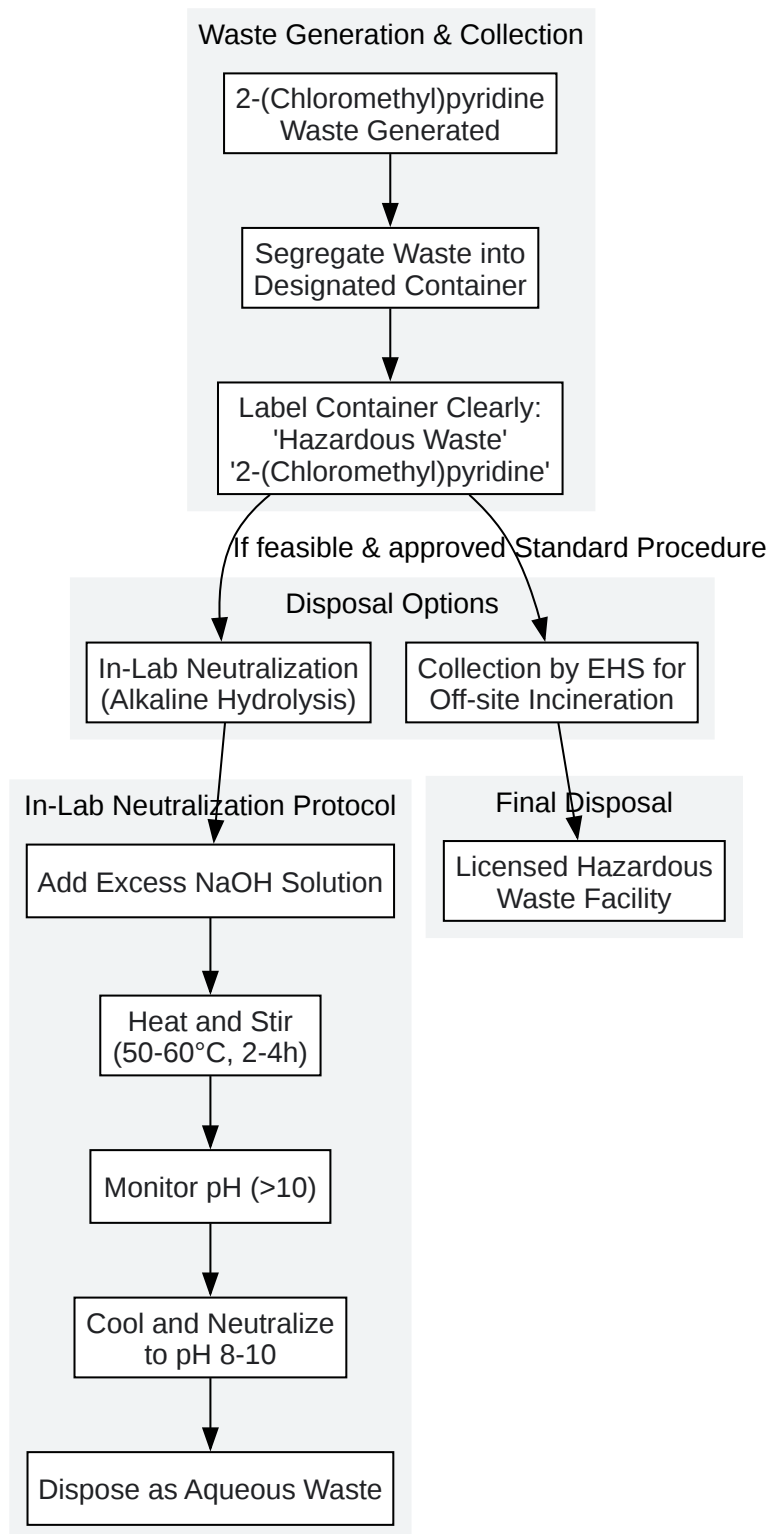 Waste Generation & Collection
2-(Chloromethyl)pyridine
Waste Generated
Segregate Waste into
Designated Container
Label Container Clearly:
'Hazardous Waste'
'2-(Chloromethyl)pyridine'
If feasible & approved
Standard Procedure
Disposal Options
In-Lab Neutralization
(Alkaline Hydrolysis)
Collection by EHS for
Off-site Incineration
In-Lab Neutralization Protocol
Final Disposal
Add Excess NaOH Solution
Licensed Hazardous
Waste Facility
Heat and Stir
(50-60°C, 2-4h)
Monitor pH (>10)
Cool and Neutralize
to pH 8-10
Dispose as Aqueous Waste